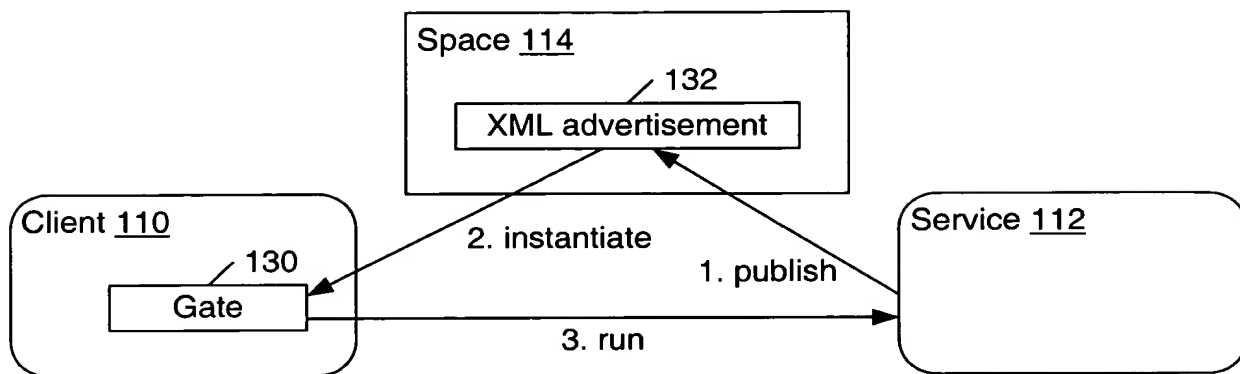 Space 114
132
XML advertisement
Client 110
130
Gate
2. instantiate
1. publish
3. run
Service 112